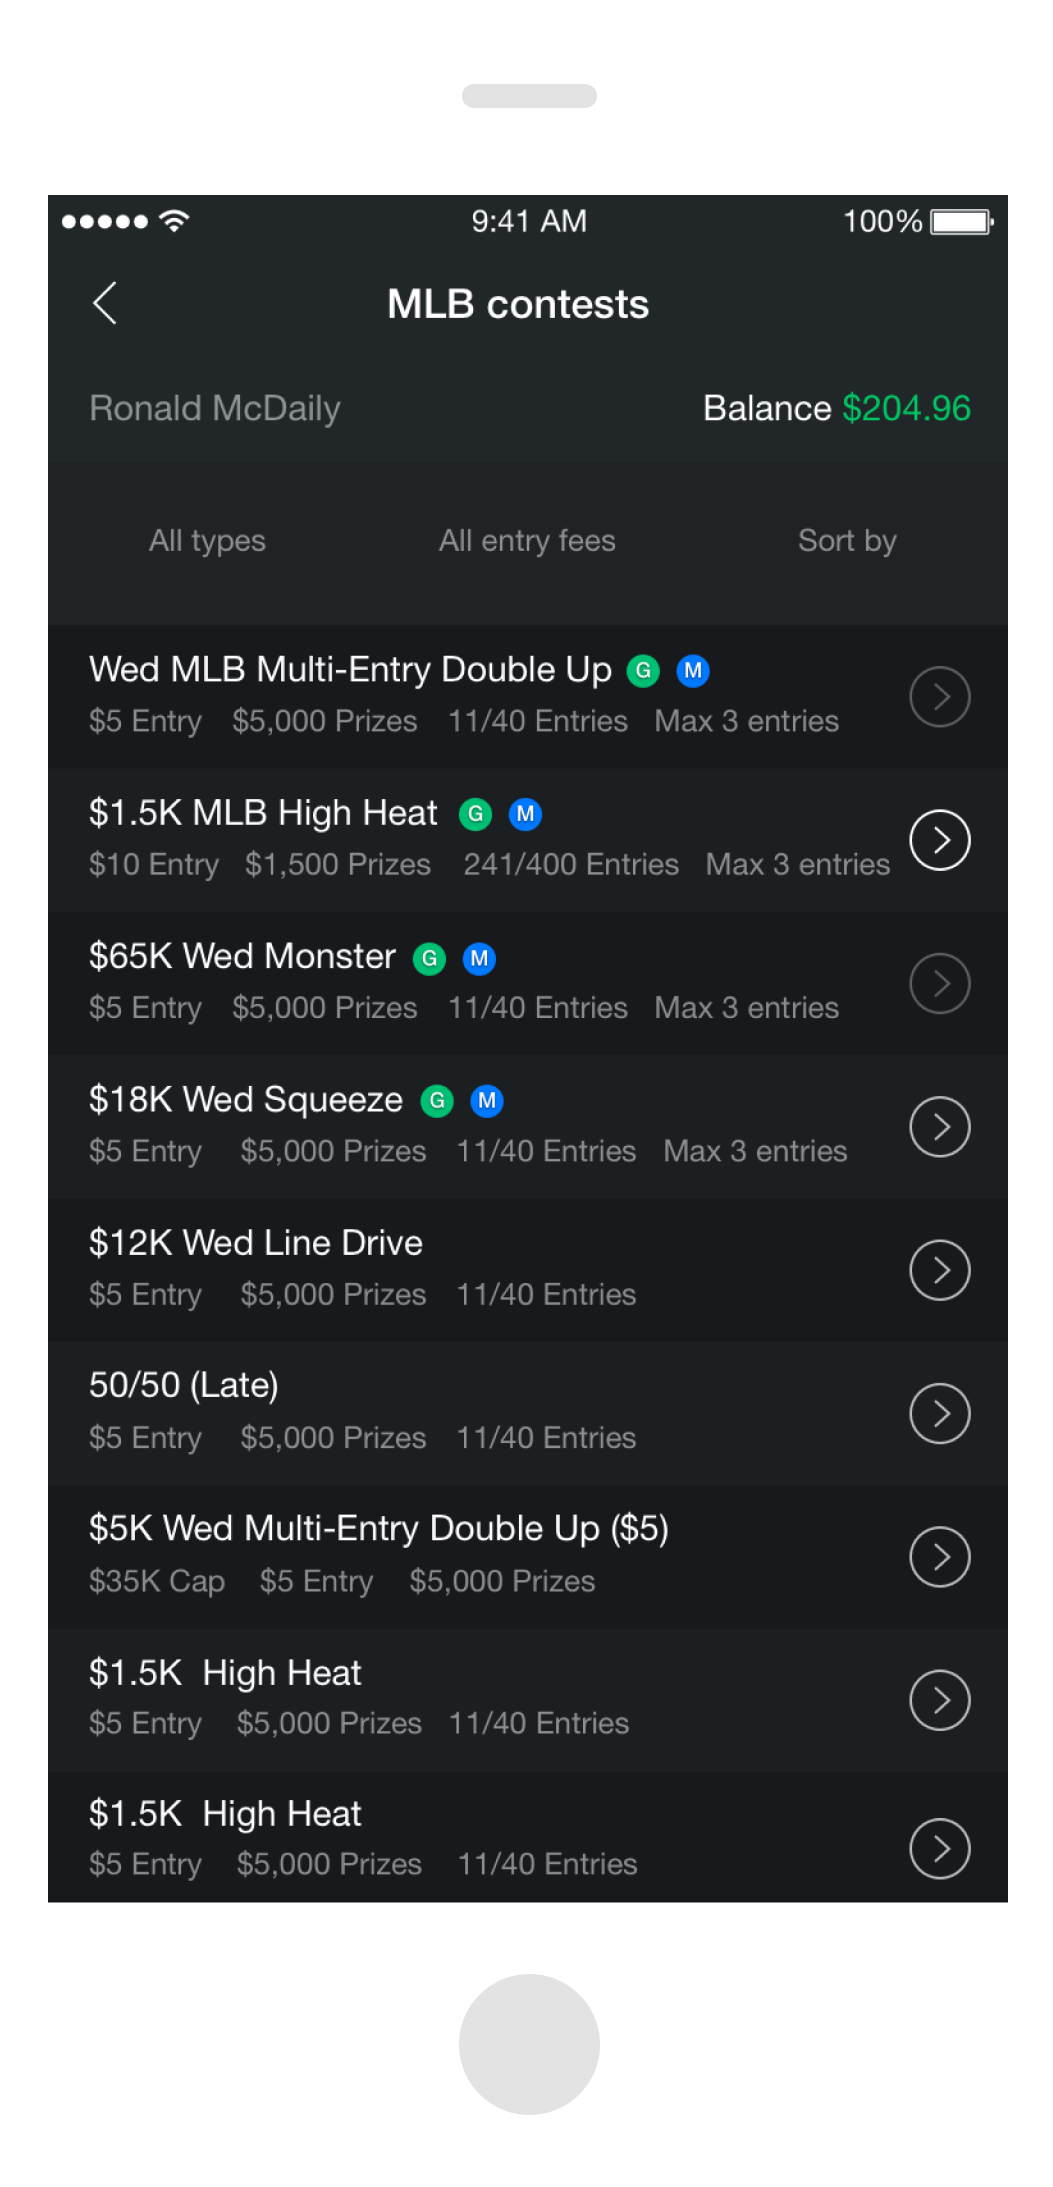 9:41 AM 100%
MLB contests
Ronald McDaily Balance $204.96
All types All entry fees Sort by
Wed MLB Multi-Entry Double Up G M
$5 Entry $5,000 Prizes 11/40 Entries Max 3 entries
$1.5K MLB High Heat G M
$10 Entry $1,500 Prizes 241/400 Entries Max 3 entries
$65K Wed Monster G M
$5 Entry $5,000 Prizes 11/40 Entries Max 3 entries
$18K Wed Squeeze G M
$5 Entry $5,000 Prizes 11/40 Entries Max 3 entries
$12K Wed Line Drive
$5 Entry $5,000 Prizes 11/40 Entries
50/50 (Late)
$5 Entry $5,000 Prizes 11/40 Entries
$5K Wed Multi-Entry Double Up ($5)
$35K Cap $5 Entry $5,000 Prizes
$1.5K High Heat
$5 Entry $5,000 Prizes 11/40 Entries
$1.5K High Heat
$5 Entry $5,000 Prizes 11/40 Entries